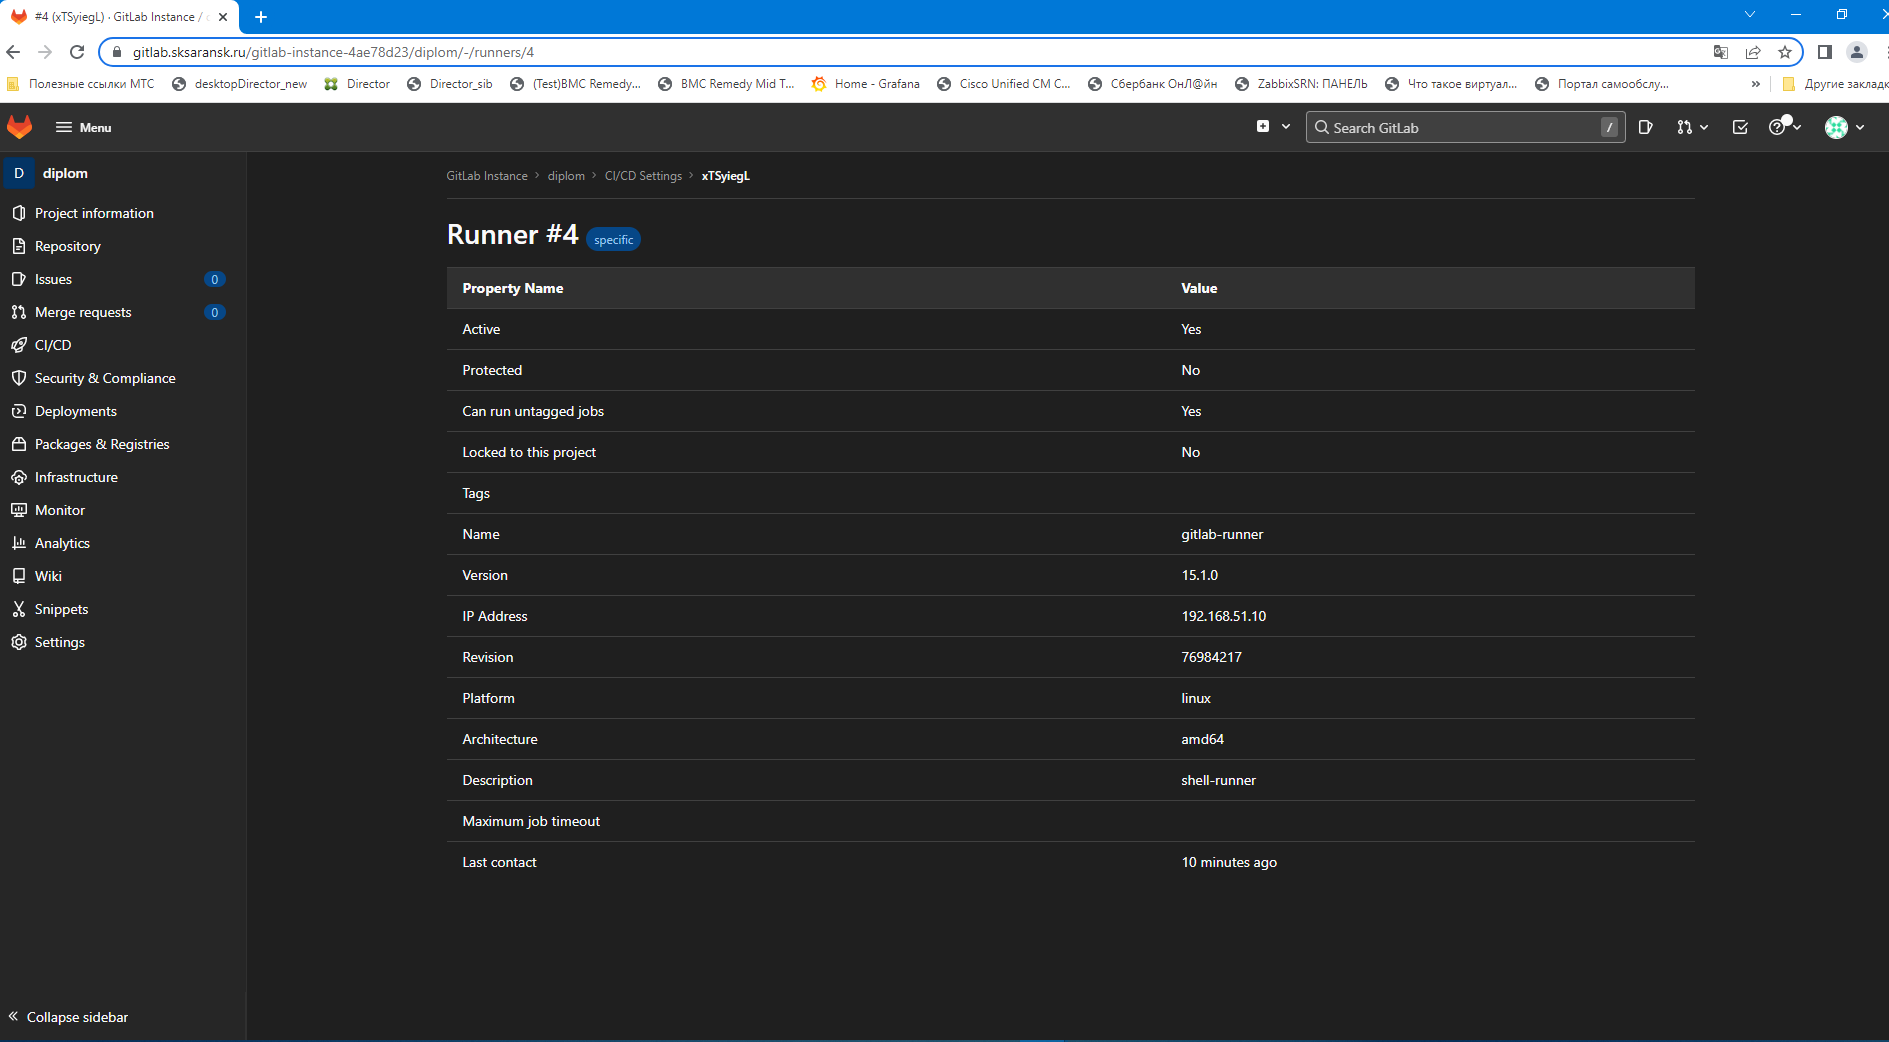 #4 (xTSyiegL) · GitLab Instance /
gitlab.sksaransk.ru/gitlab-instance-4ae78d23/diplom/-/runners/4
Полезные ссылки МТС desktopDirector_new Director Director_sib (Test)BMC Remedy... BMC Remedy Mid T... Home - Grafana Cisco Unified CM C... Сбербанк ОнЛ@йн ZabbixSRN: ПАНЕЛЬ Что такое виртуал... Портал самообслу... » Другие закладк
Menu
Search GitLab /
D diplom
Project information
Repository
Issues 0
Merge requests 0
CI/CD
Security & Compliance
Deployments
Packages & Registries
Infrastructure
Monitor
Analytics
Wiki
Snippets
Settings
Collapse sidebar
GitLab Instance > diplom > CI/CD Settings > xTSyiegL
Runner #4 specific
Property Name Value
Active Yes
Protected No
Can run untagged jobs Yes
Locked to this project No
Tags
Name gitlab-runner
Version 15.1.0
IP Address 192.168.51.10
Revision 76984217
Platform linux
Architecture amd64
Description shell-runner
Maximum job timeout
Last contact 10 minutes ago